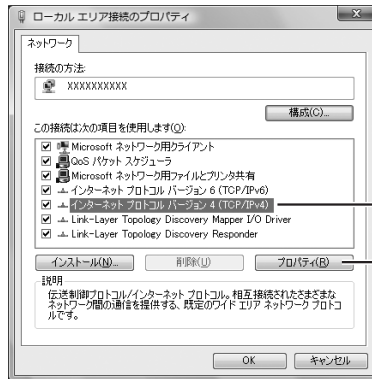 ローカル エリア接続のプロパティ
ネットワーク
接続の方法:
XXXXXXXXXX
構成(C)...
この接続は次の項目を使用します(O):
Microsoft ネットワーク用クライアント
QoS パケット スケジューラ
Microsoft ネットワーク用ファイルとプリンタ共有
インターネット プロトコル バージョン 6 (TCP/IPv6)
インターネット プロトコル バージョン 4 (TCP/IPv4)
Link-Layer Topology Discovery Mapper I/O Driver
Link-Layer Topology Discovery Responder
インストール(N)... 削除(U) プロパティ(R)
説明
伝送制御プロトコル/インターネット プロトコル。相互接続されたさまざまな
ネットワーク間の通信を提供する、既定のワイド エリア ネットワーク プロトコ
ルです。
OK キャンセル